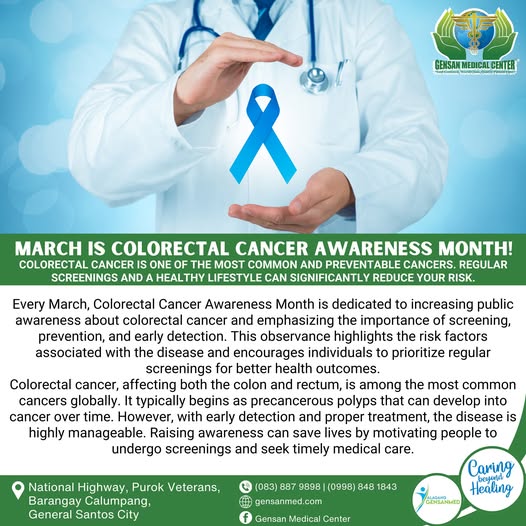 GENSAN MEDICAL CENTER
MARCH IS COLORECTAL CANCER AWARENESS MONTH!
COLORECTAL CANCER IS ONE OF THE MOST COMMON AND PREVENTABLE CANCERS. REGULAR
SCREENINGS AND A HEALTHY LIFESTYLE CAN SIGNIFICANTLY REDUCE YOUR RISK.
Every March, Colorectal Cancer Awareness Month is dedicated to increasing public
awareness about colorectal cancer and emphasizing the importance of screening,
prevention, and early detection. This observance highlights the risk factors
associated with the disease and encourages individuals to prioritize regular
screenings for better health outcomes.
Colorectal cancer, affecting both the colon and rectum, is among the most common
cancers globally. It typically begins as precancerous polyps that can develop into
cancer over time. However, with early detection and proper treatment, the disease is
highly manageable. Raising awareness can save lives by motivating people to
undergo screenings and seek timely medical care.
National Highway, Purok Veterans,
Barangay Calumpang,
General Santos City
(083) 887 9898 | (0998) 848 1843
gensanmed.com
Gensan Medical Center
ALAGANG
GENSANMED
Caring
beyond
Healing